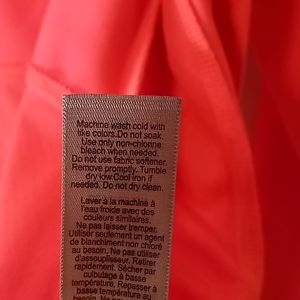 Machine wash cold with
like colors.Do not soak.
Use only non-chlorine
bleach when needed.
Do not use fabric softener.
Remove promptly. Tumble
dry low.Cool iron if
needed. Do not dry clean.
Laver à la machine à
l'eau froide avec des
couleurs similaires.
Ne pas laisser tremper.
Utiliser seulement un agent
de blanchiment non chloré
au besoin. Ne pas utiliser
d'assouplisseur. Retirer
rapidement. Sécher par
culbutage à basse
température. Repasser à
basse température, au
besoin. Ne pas